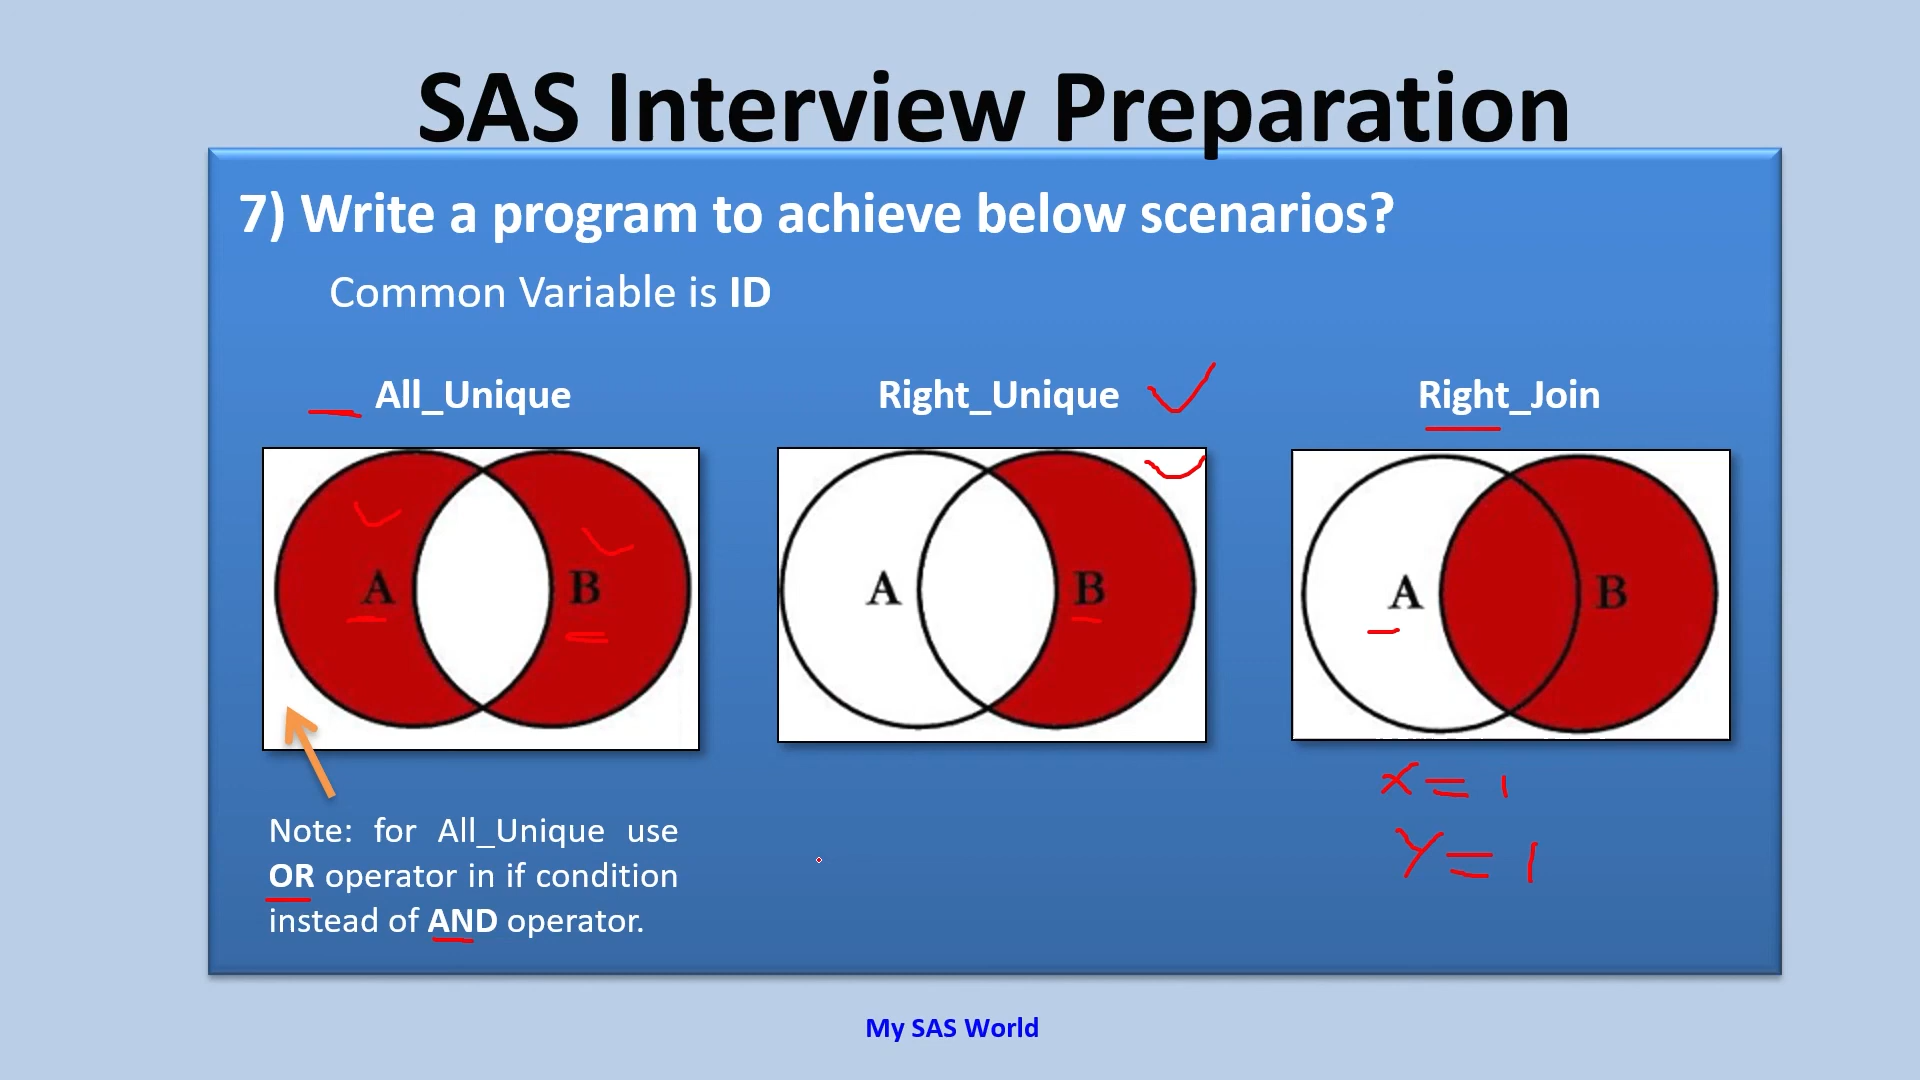 SAS Interview Preparation
7) Write a program to achieve below scenarios?
Common Variable is ID
All_Unique
Right_Unique
Right_Join
A B
A B
A B
X = 1
Y = 1
Note: for All_Unique use
OR operator in if condition
instead of AND operator.
My SAS World